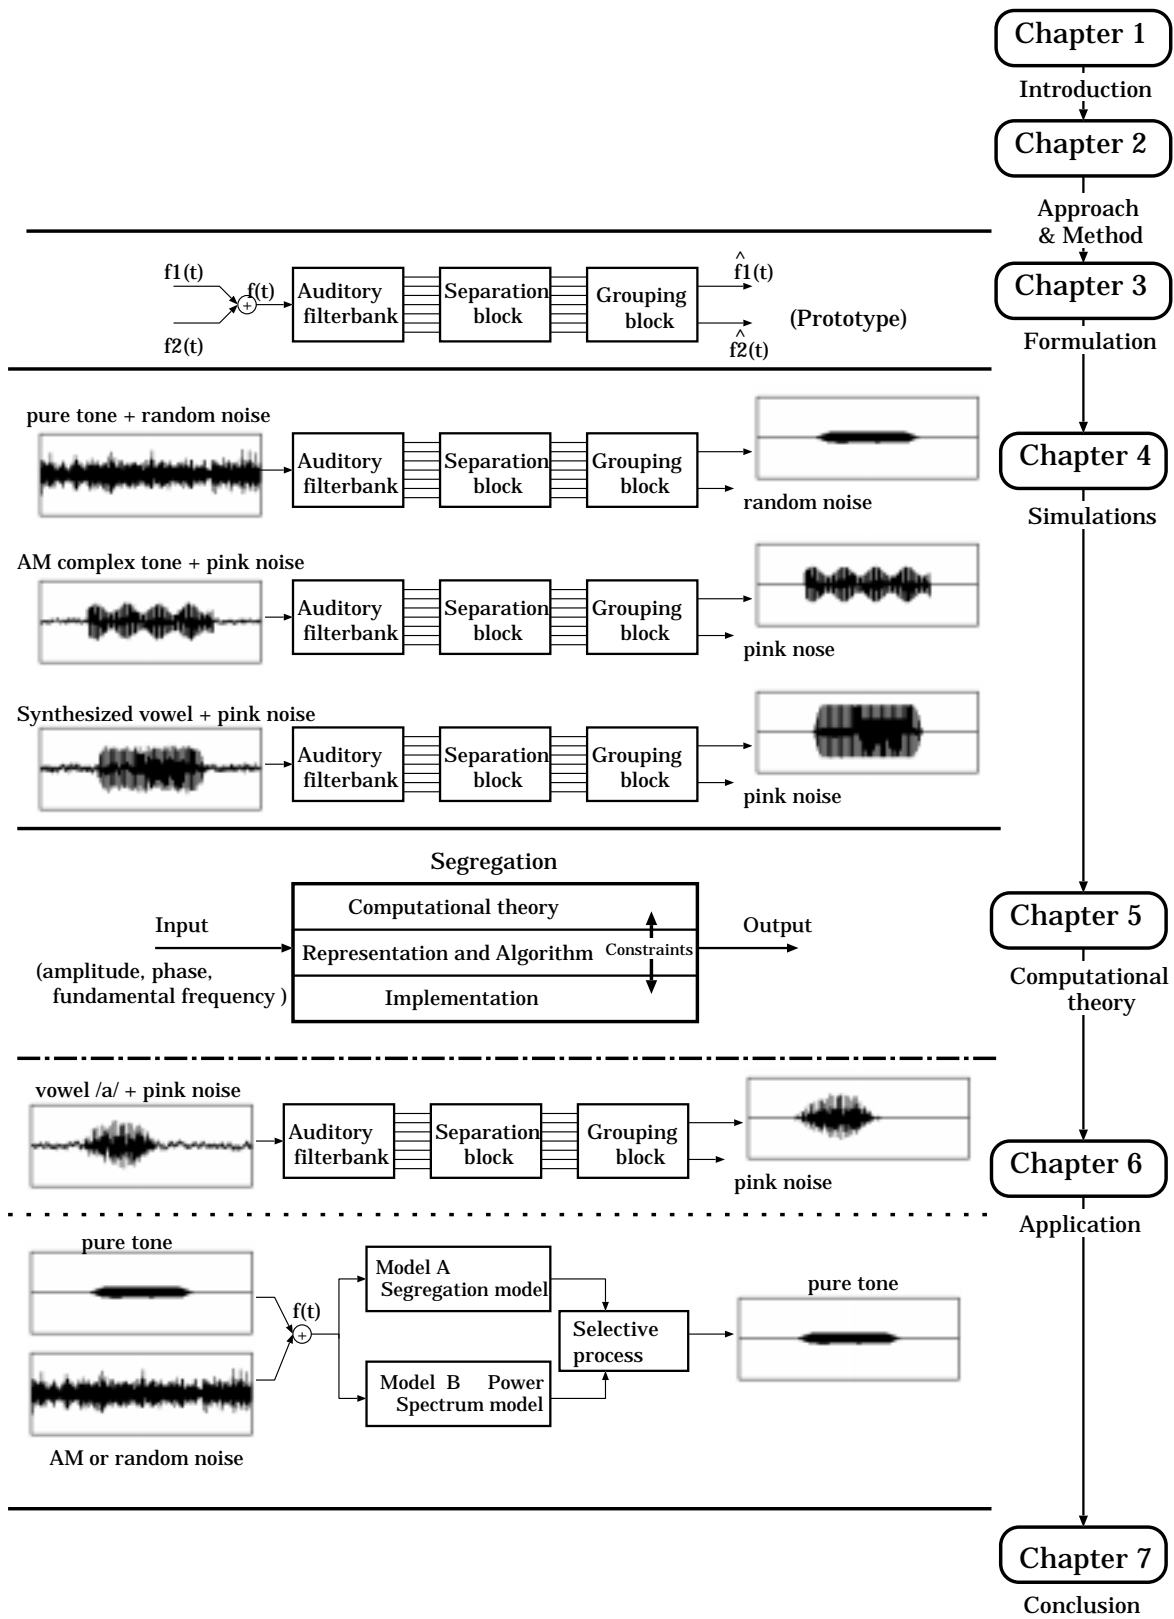 Chapter 1
Introduction
Chapter 2
Approach
& Method
f1(t)
f(t)
+
f2(t)
Auditory
filterbank
Separation
block
Grouping
block
^
f1(t)
^
f2(t)
(Prototype)
Chapter 3
Formulation
pure tone + random noise
Auditory
filterbank
Separation
block
Grouping
block
random noise
Chapter 4
Simulations
AM complex tone + pink noise
Auditory
filterbank
Separation
block
Grouping
block
pink nose
Synthesized vowel + pink noise
Auditory
filterbank
Separation
block
Grouping
block
pink noise
Segregation
Input
(amplitude, phase,
fundamental frequency )
Computational theory
Representation and Algorithm
Constraints
Implementation
Output
Chapter 5
Computational
theory
vowel /a/ + pink noise
Auditory
filterbank
Separation
block
Grouping
block
pink noise
Chapter 6
Application
pure tone
f(t)
+
AM or random noise
Model A
Segregation model
Model B Power
Spectrum model
Selective
process
pure tone
Chapter 7
Conclusion